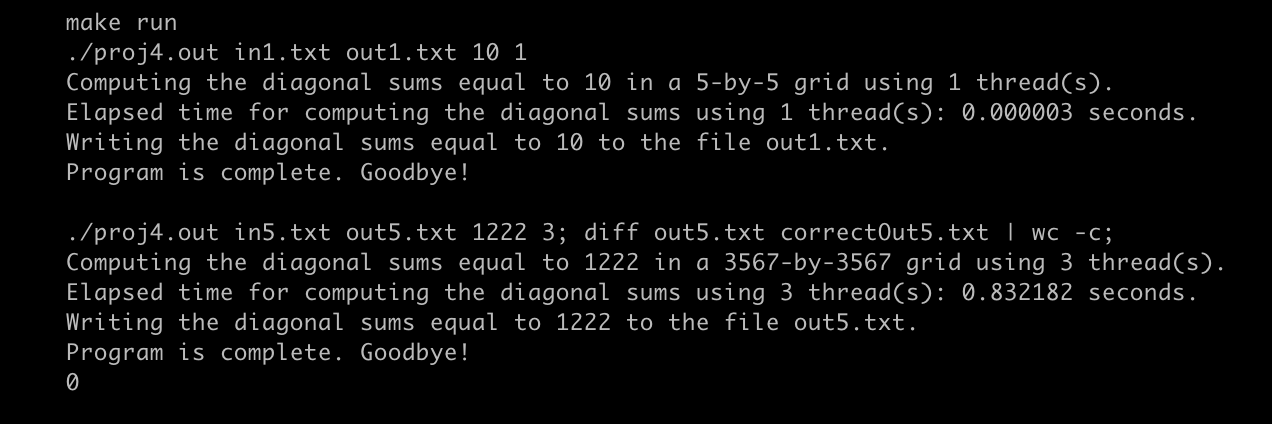 make run
./proj4.out in1.txt out1.txt 10 1
Computing the diagonal sums equal to 10 in a 5-by-5 grid using 1 thread(s).
Elapsed time for computing the diagonal sums using 1 thread(s): 0.000003 seconds.
Writing the diagonal sums equal to 10 to the file out1.txt.
Program is complete. Goodbye!
./proj4.out in5.txt out5.txt 1222 3; diff out5.txt correctOut5.txt | wc -c;
Computing the diagonal sums equal to 1222 in a 3567-by-3567 grid using 3 thread(s).
Elapsed time for computing the diagonal sums using 3 thread(s): 0.832182 seconds.
Writing the diagonal sums equal to 1222 to the file out5.txt.
Program is complete. Goodbye!
0